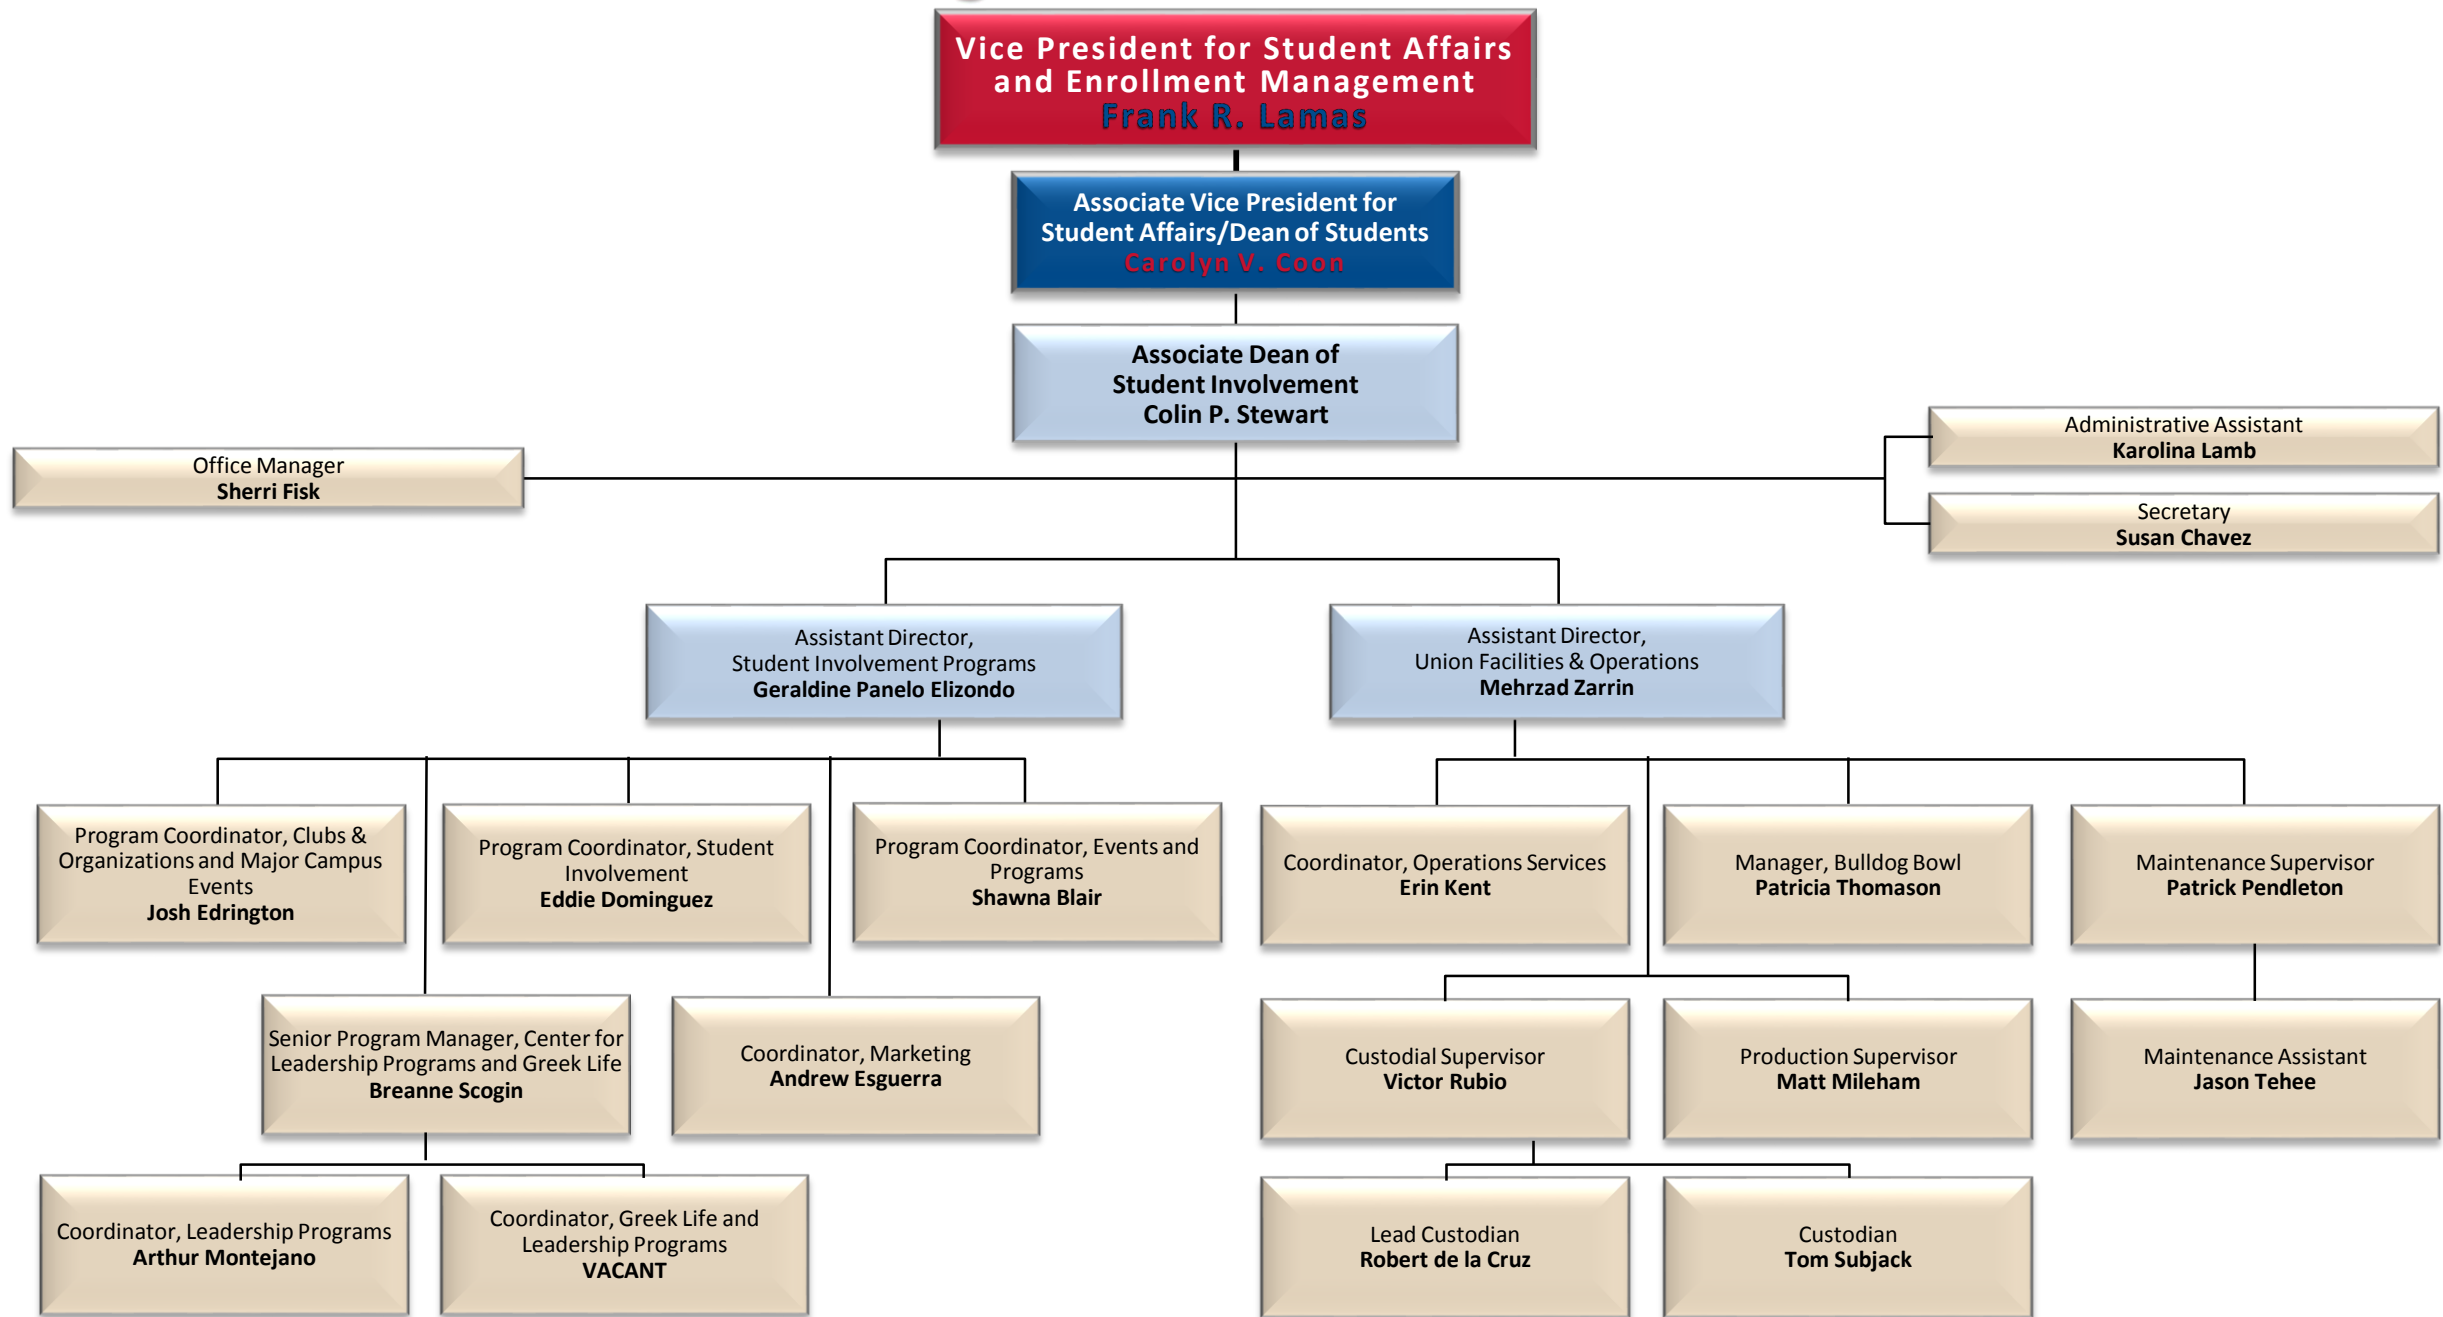 Vice President for Student Affairs
and Enrollment Management
Frank R. Lamas
Associate Vice President for
Student Affairs/Dean of Students
Carolyn V. Coon
Associate Dean of
Student Involvement
Colin P. Stewart
Office Manager
Sherri Fisk
Administrative Assistant
Karolina Lamb
Secretary
Susan Chavez
Assistant Director,
Student Involvement Programs
Geraldine Panelo Elizondo
Assistant Director,
Union Facilities & Operations
Mehrzad Zarrin
Program Coordinator, Clubs &
Organizations and Major Campus
Events
Josh Edrington
Program Coordinator, Student
Involvement
Eddie Dominguez
Program Coordinator, Events and
Programs
Shawna Blair
Coordinator, Operations Services
Erin Kent
Manager, Bulldog Bowl
Patricia Thomason
Maintenance Supervisor
Patrick Pendleton
Senior Program Manager, Center for
Leadership Programs and Greek Life
Breanne Scogin
Coordinator, Marketing
Andrew Esguerra
Custodial Supervisor
Victor Rubio
Production Supervisor
Matt Mileham
Maintenance Assistant
Jason Tehee
Coordinator, Leadership Programs
Arthur Montejano
Coordinator, Greek Life and
Leadership Programs
VACANT
Lead Custodian
Robert de la Cruz
Custodian
Tom Subjack